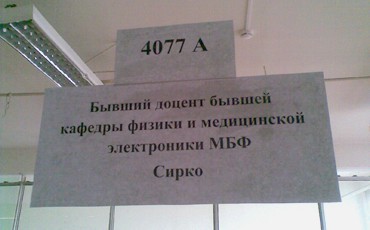 4077 А
Бывший доцент бывшей
кафедры физики и медицинской
электроники МБФ
Сирко